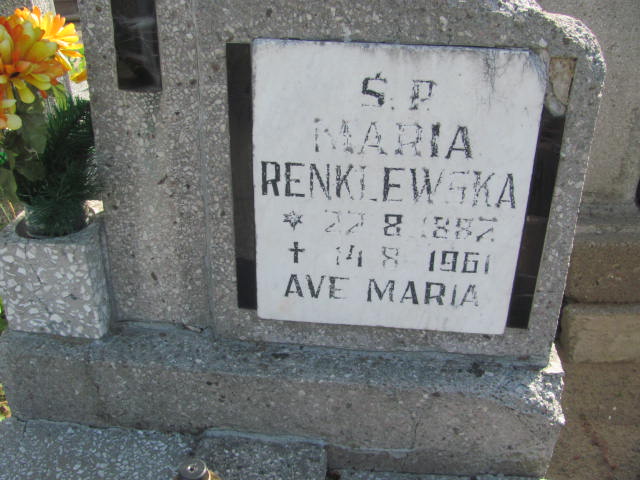 Ś.P.
MARIA
RENKLEWSKA
22 8 1887
14 8 1961
AVE MARIA